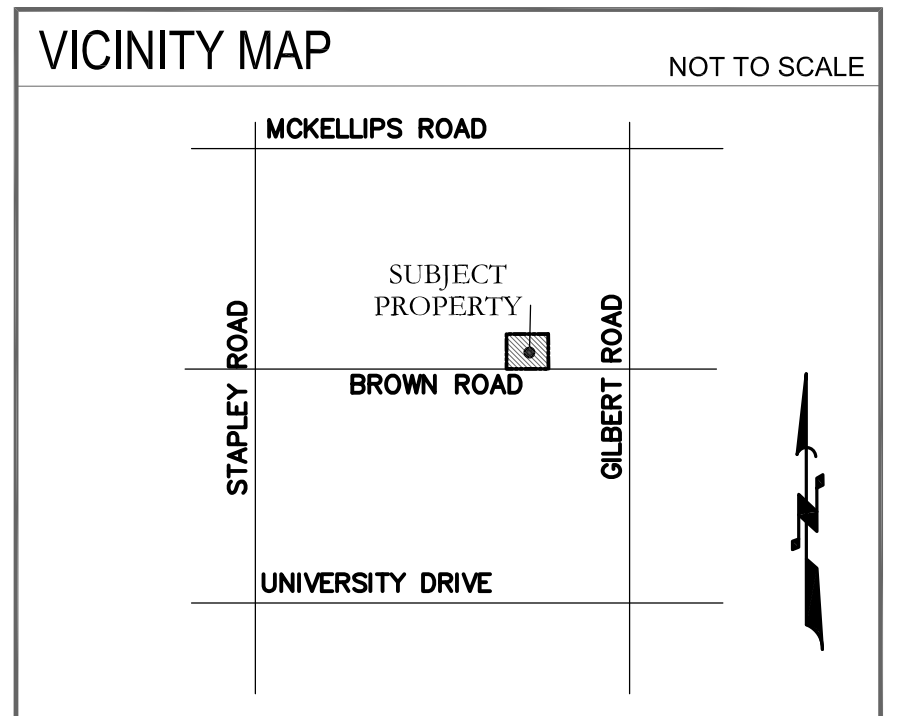 VICINITY MAP
NOT TO SCALE
MCKELLIPS ROAD
SUBJECT
PROPERTY
STAPLEY ROAD
GILBERT ROAD
BROWN ROAD
UNIVERSITY DRIVE
N